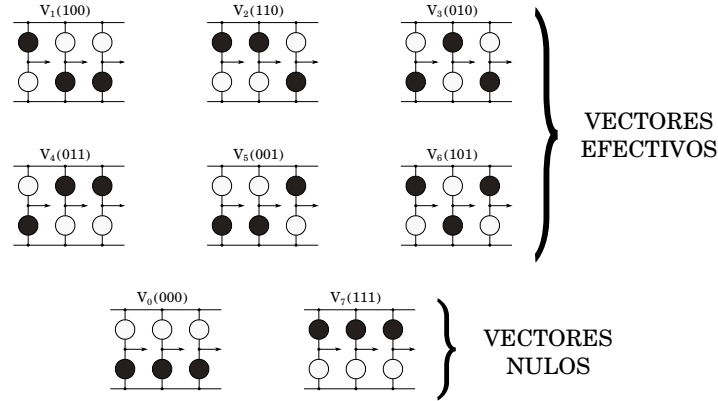 V₁(100)
V₂(110)
V₃(010)
VECTORES
EFECTIVOS
V₄(011)
V₅(001)
V₆(101)
V₀(000)
V₇(111)
VECTORES
NULOS